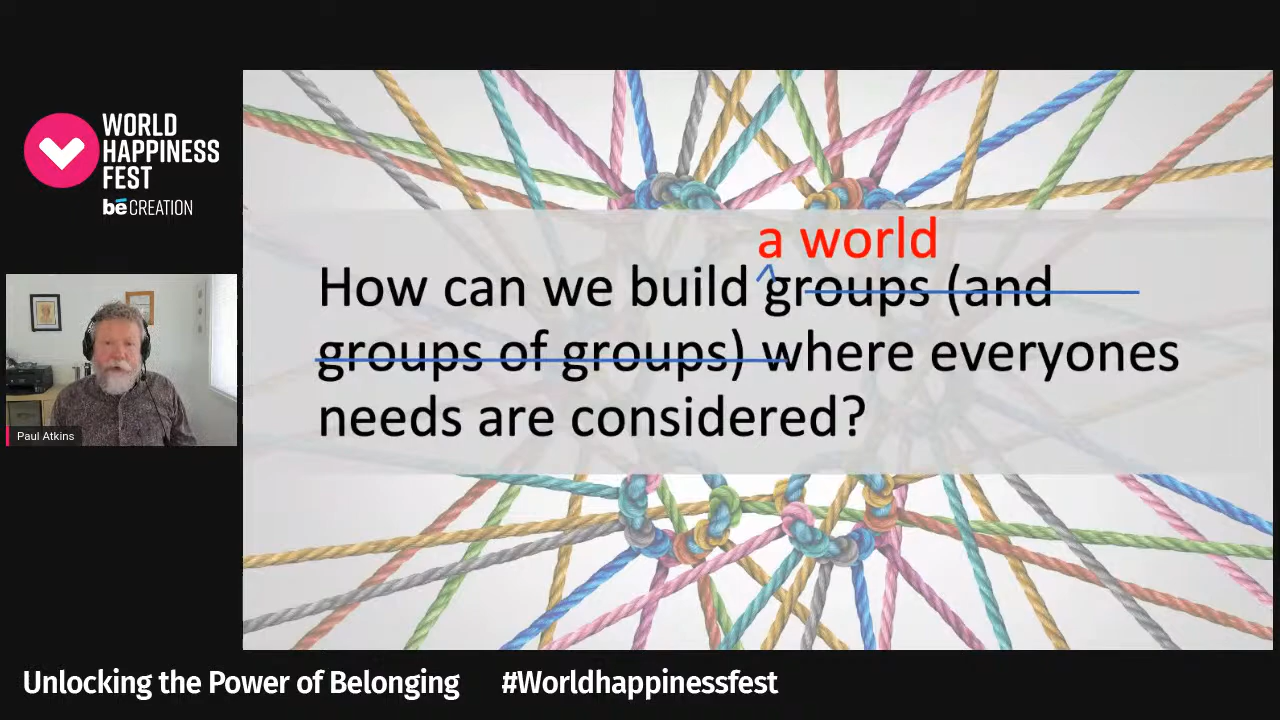 WORLD
HAPPINESS
FEST
bē CREATION
Paul Atkins
a world
How can we build groups (and
groups of groups) where everyones
needs are considered?
Unlocking the Power of Belonging #Worldhappinessfest